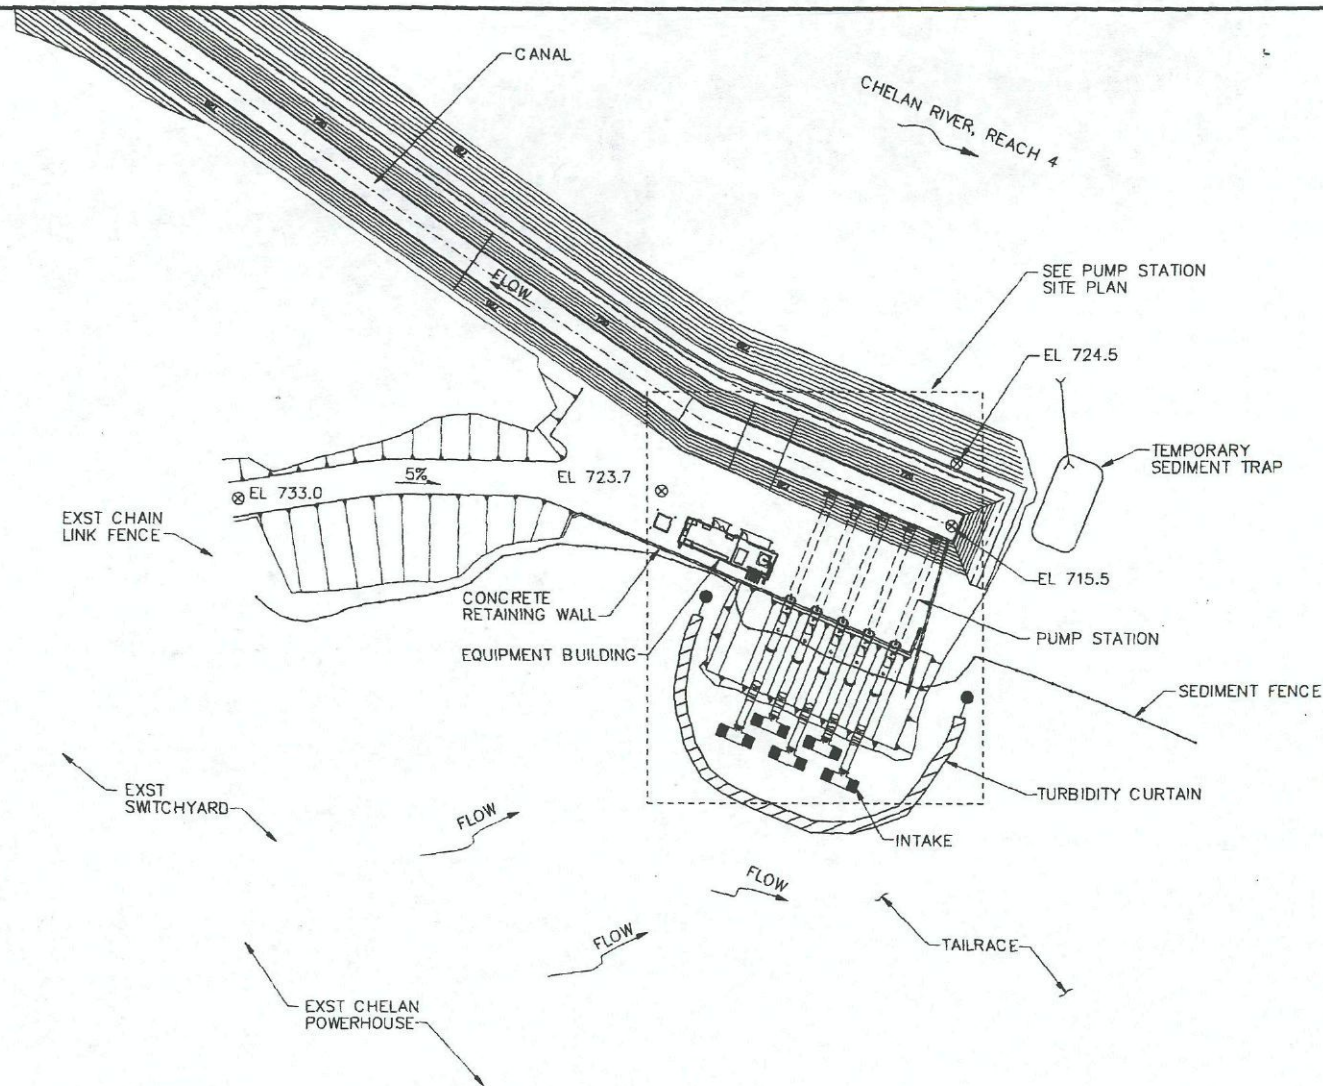 CANAL
CHELAN RIVER, REACH 4
FLOW
SEE PUMP STATION
SITE PLAN
EL 724.5
TEMPORARY
SEDIMENT TRAP
5%
EL 723.7
EL 733.0
EXST CHAIN
LINK FENCE
EL 715.5
CONCRETE
RETAINING WALL
PUMP STATION
EQUIPMENT BUILDING
SEDIMENT FENCE
EXST
SWITCHYARD
TURBIDITY CURTAIN
FLOW
INTAKE
FLOW
FLOW
TAILRACE
EXST CHELAN
POWERHOUSE